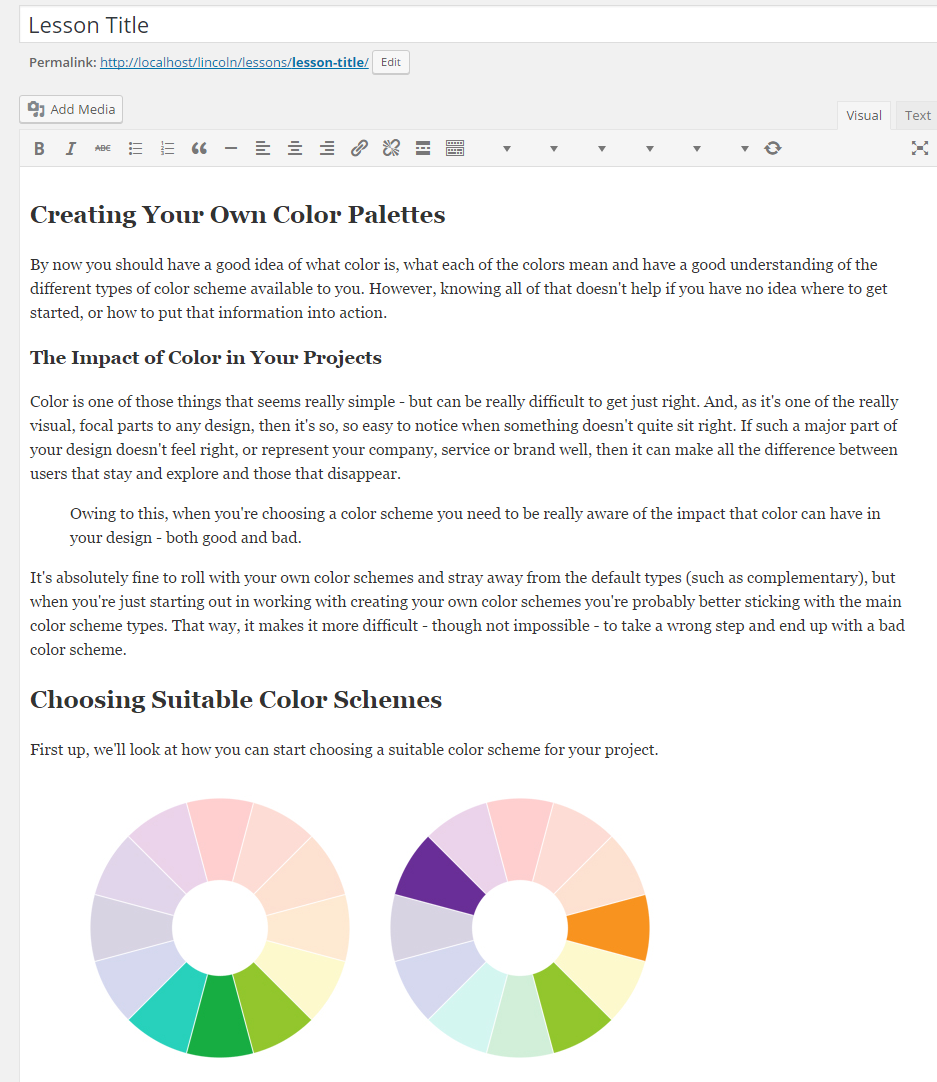 Lesson Title
Permalink: http://localhost/lincoln/lessons/lesson-title/ Edit
Add Media
Visual Text
B I ABC
Creating Your Own Color Palettes
By now you should have a good idea of what color is, what each of the colors mean and have a good understanding of the
different types of color scheme available to you. However, knowing all of that doesn't help if you have no idea where to get
started, or how to put that information into action.
The Impact of Color in Your Projects
Color is one of those things that seems really simple - but can be really difficult to get just right. And, as it's one of the really
visual, focal parts to any design, then it's so, so easy to notice when something doesn't quite sit right. If such a major part of
your design doesn't feel right, or represent your company, service or brand well, then it can make all the difference between
users that stay and explore and those that disappear.
Owing to this, when you're choosing a color scheme you need to be really aware of the impact that color can have in
your design - both good and bad.
It's absolutely fine to roll with your own color schemes and stray away from the default types (such as complementary), but
when you're just starting out in working with creating your own color schemes you're probably better sticking with the main
color scheme types. That way, it makes it more difficult - though not impossible - to take a wrong step and end up with a bad
color scheme.
Choosing Suitable Color Schemes
First up, we'll look at how you can start choosing a suitable color scheme for your project.